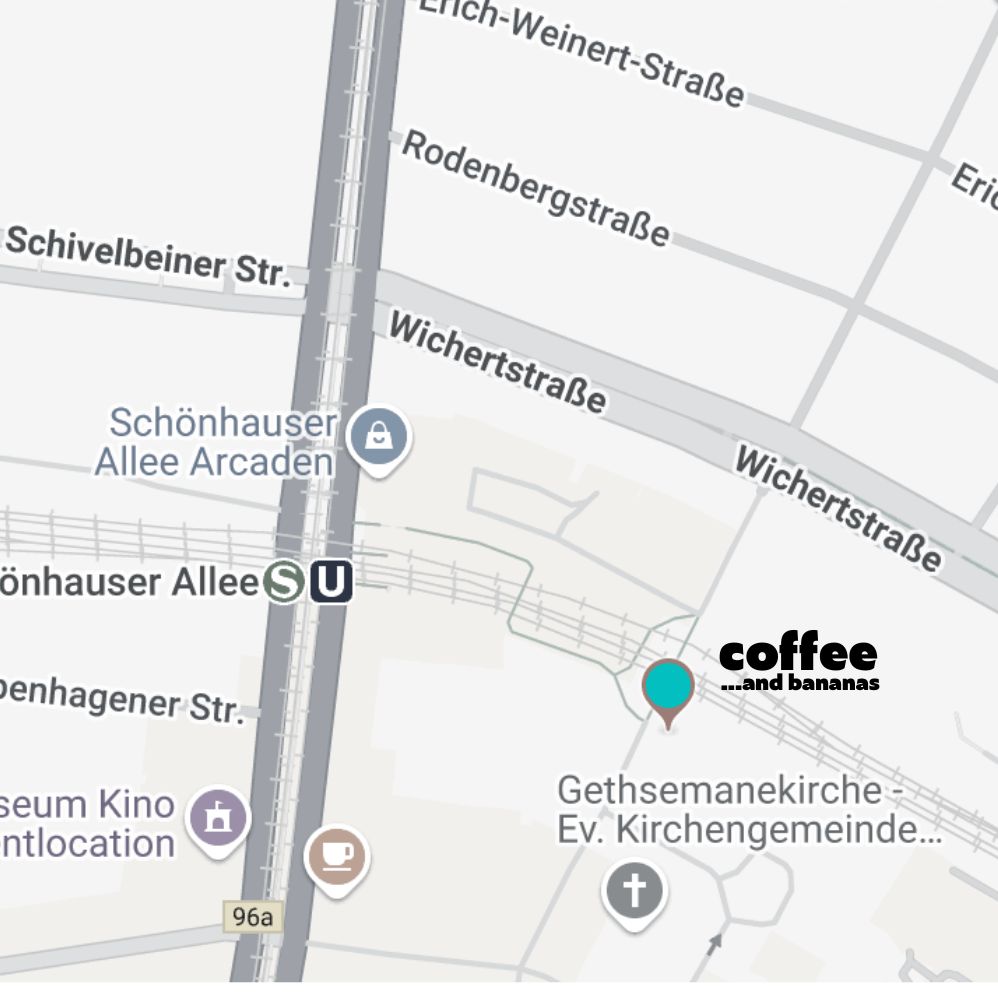 Erich-Weinert-Straße
Rodenbergstraße
Eric
Schivelbeiner Str.
Wichertstraße
Schönhauser
Allee Arcaden
Wichertstraße
önhauser Allee S U
coffee
...and bananas
penhagener Str.
Gethsemanekirche -
Ev. Kirchengemeinde...
seum Kino
entlocation
96a